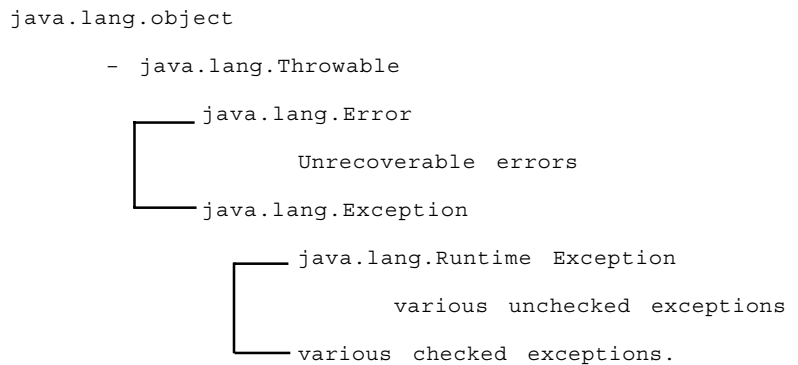 java.lang.object
- java.lang.Throwable
java.lang.Error
Unrecoverable errors
java.lang.Exception
java.lang.Runtime Exception
various unchecked exceptions
various checked exceptions.